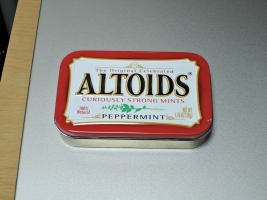 The Original Celebrated
ALTOIDS®
CURIOUSLY STRONG MINTS
PEPPERMINT